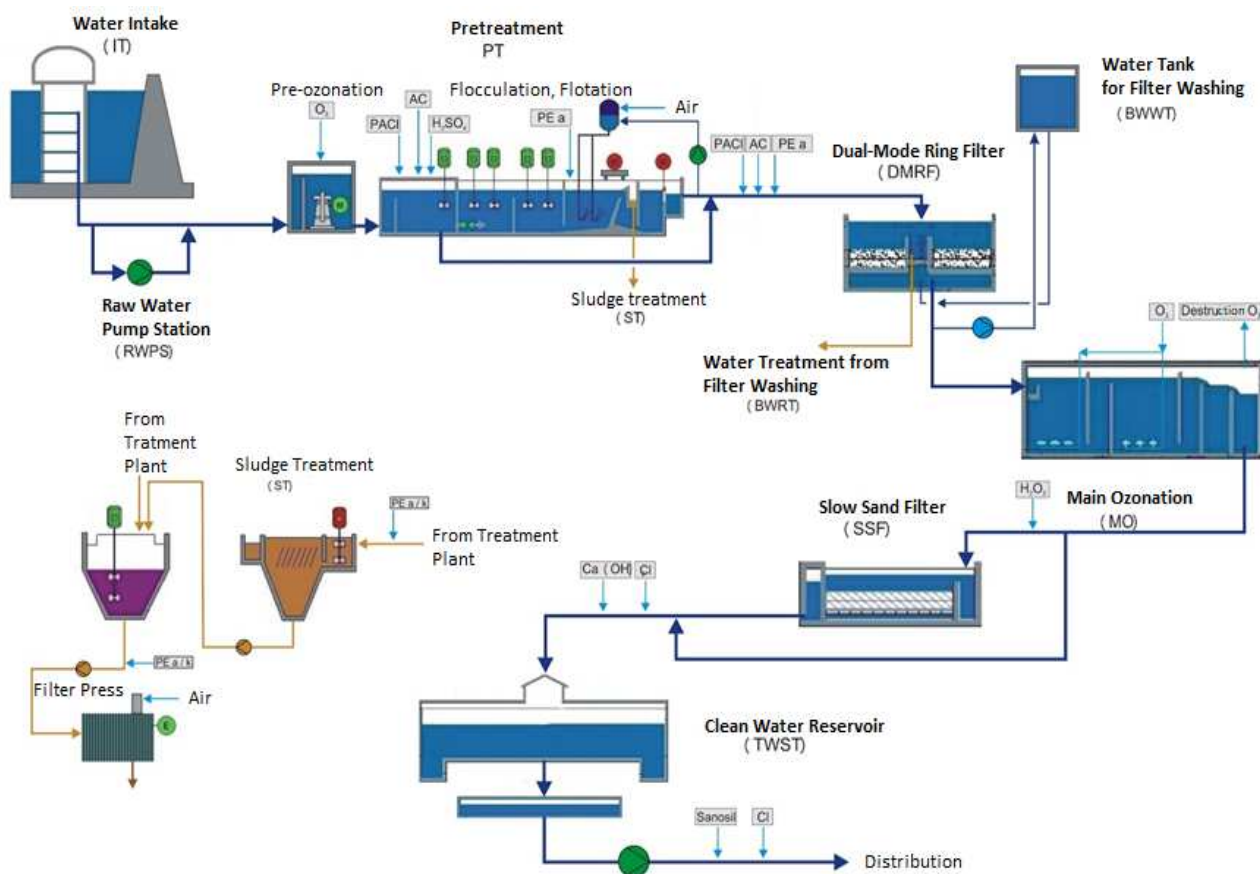 Water Intake
(IT)
Pretreatment
PT
Pre-ozonation
O₃
PACl
AC
H₂SO₄
Flocculation, Flotation
PE a
Air
PACl
AC
PE a
Dual-Mode Ring Filter
(DMRF)
Water Tank
for Filter Washing
(BWWT)
M
Raw Water
Pump Station
(RWPS)
Sludge treatment
(ST)
Water Treatment from
Filter Washing
(BWRT)
O₃
Destruction O₃
From
Tratment
Plant
Sludge Treatment
(ST)
PE a / k
From Treatment
Plant
H₂O₂
Main Ozonation
(MO)
Slow Sand Filter
(SSF)
Ca (OH)
Cl
PE a / k
Filter Press
Air
E
Clean Water Reservoir
(TWST)
Sanosil
Cl
Distribution